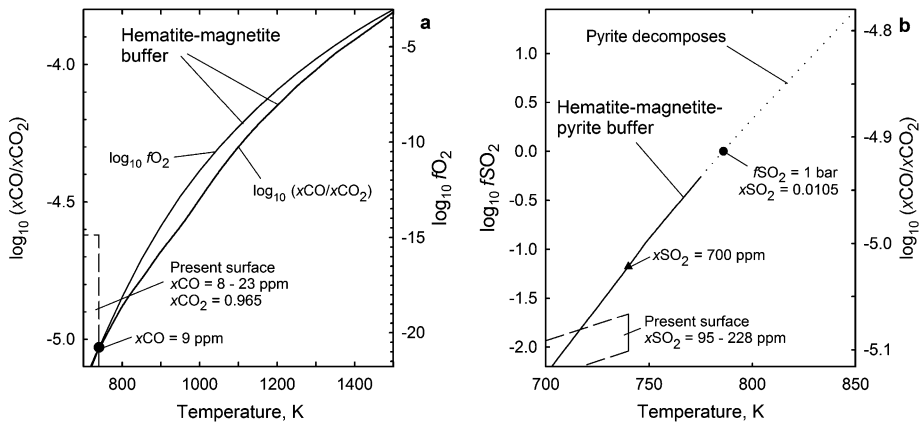 a
Hematite-magnetite
buffer
log₁₀ fO₂
log₁₀ (xCO/xCO₂)
Present surface
xCO = 8 - 23 ppm
xCO₂ = 0.965
xCO = 9 ppm
log₁₀ (xCO/xCO₂)
-4.0
-4.3
-4.5
-4.8
-5.0
log₁₀ fO₂
-5
-10
-15
-20
800 1000 1200 1400
Temperature, K
b
Pyrite decomposes
Hematite-magnetite-
pyrite buffer
fSO₂ = 1 bar
xSO₂ = 0.0105
xSO₂ = 700 ppm
Present surface
xSO₂ = 95 - 228 ppm
log₁₀ fSO₂
1.0
0.5
0.0
-0.5
-1.0
-1.5
-2.0
log₁₀ (xCO/xCO₂)
-4.8
-4.9
-5.0
-5.1
700 750 800 850
Temperature, K